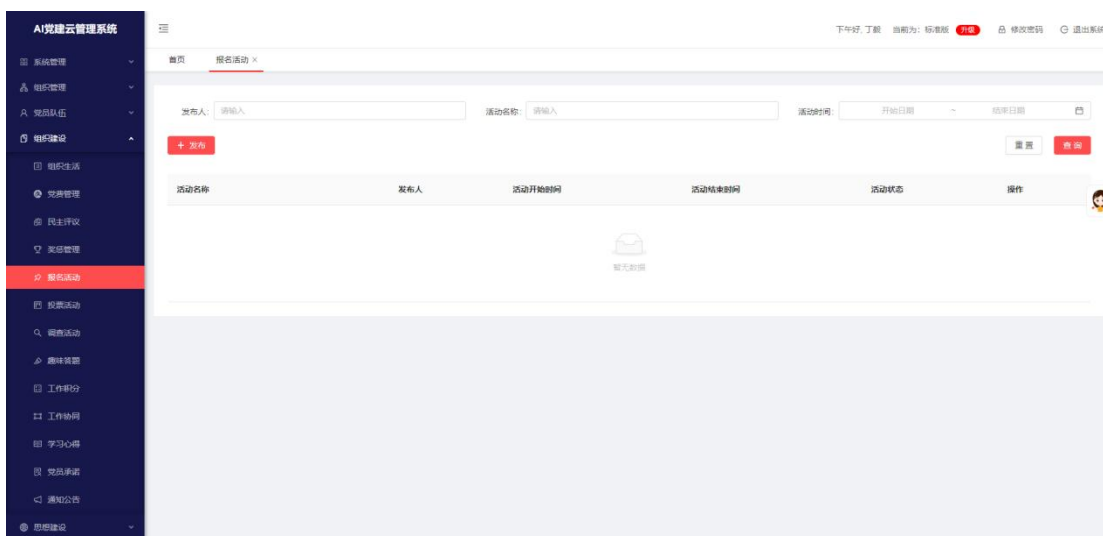 AI党建云管理系统
下午好, 丁毅 当前为: 标准版 升级 修改密码 退出系统
首页 报名活动 ×
系统管理
组织管理
党员队伍
组织建设
组织生活
党费管理
民主评议
奖惩管理
报名活动
投票活动
调查活动
趣味答题
工作积分
工作协同
学习心得
党员承诺
通知公告
思想建设
发布人: 请输入 活动名称: 请输入 活动时间: 开始日期 ~ 结束日期
+ 发布 重置 查询
活动名称 发布人 活动开始时间 活动结束时间 活动状态 操作
暂无数据